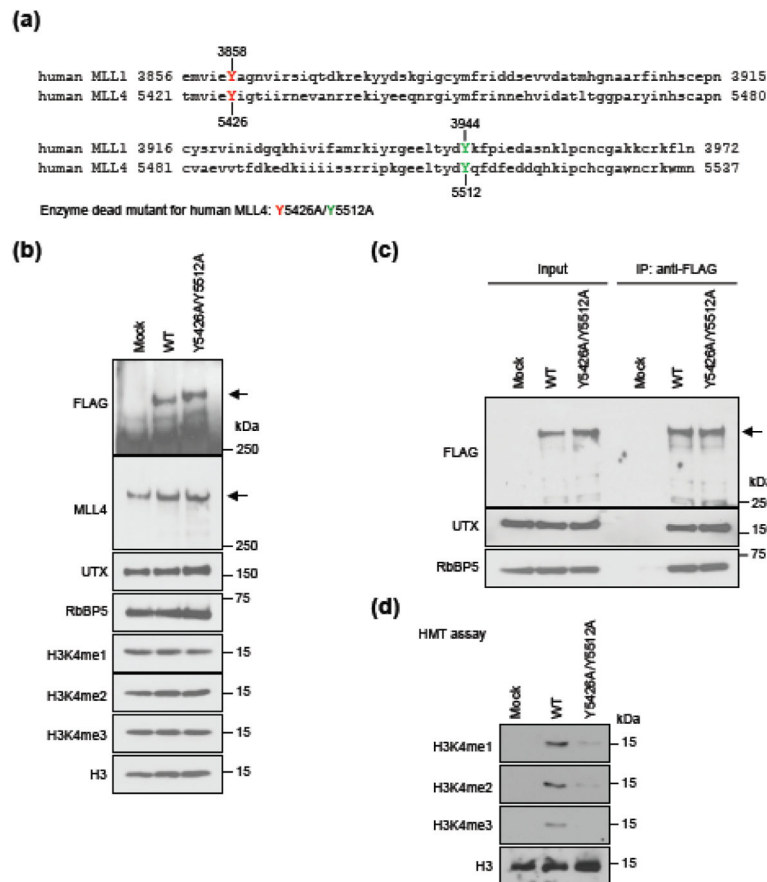 (a)
3858
human MLL1 3856 emvieYagnvirsiqtdkrekyydskgigcymfriddsevvdatmhgnaarfinhscepn 3915
human MLL4 5421 tmvieYigtiirnevanrrekiyeeqnrgiymfrinnehvidatltggparyinhscapn 5480
5426
3944
human MLL1 3916 cysrvinidgqkhivifamrkiyrgeeltydYkfpiedasnklpcncgakkcrkfln 3972
human MLL4 5481 cvaevvtfdkedkiiiissrripkgeeltydYqfdfeddqhkipchcgawncrkwmn 5537
5512
Enzyme dead mutant for human MLL4: Y5426A/Y5512A
(b)
Mock
WT
Y5426A/Y5512A
FLAG
kDa
250
MLL4
250
UTX
150
RbBP5
75
H3K4me1
15
H3K4me2
15
H3K4me3
15
H3
15
(c)
Input
IP: anti-FLAG
Mock
WT
Y5426A/Y5512A
Mock
WT
Y5426A/Y5512A
FLAG
UTX
150
RbBP5
75
(d)
HMT assay
Mock
WT
Y5426A/Y5512A
kDa
H3K4me1
15
H3K4me2
15
H3K4me3
15
H3
15